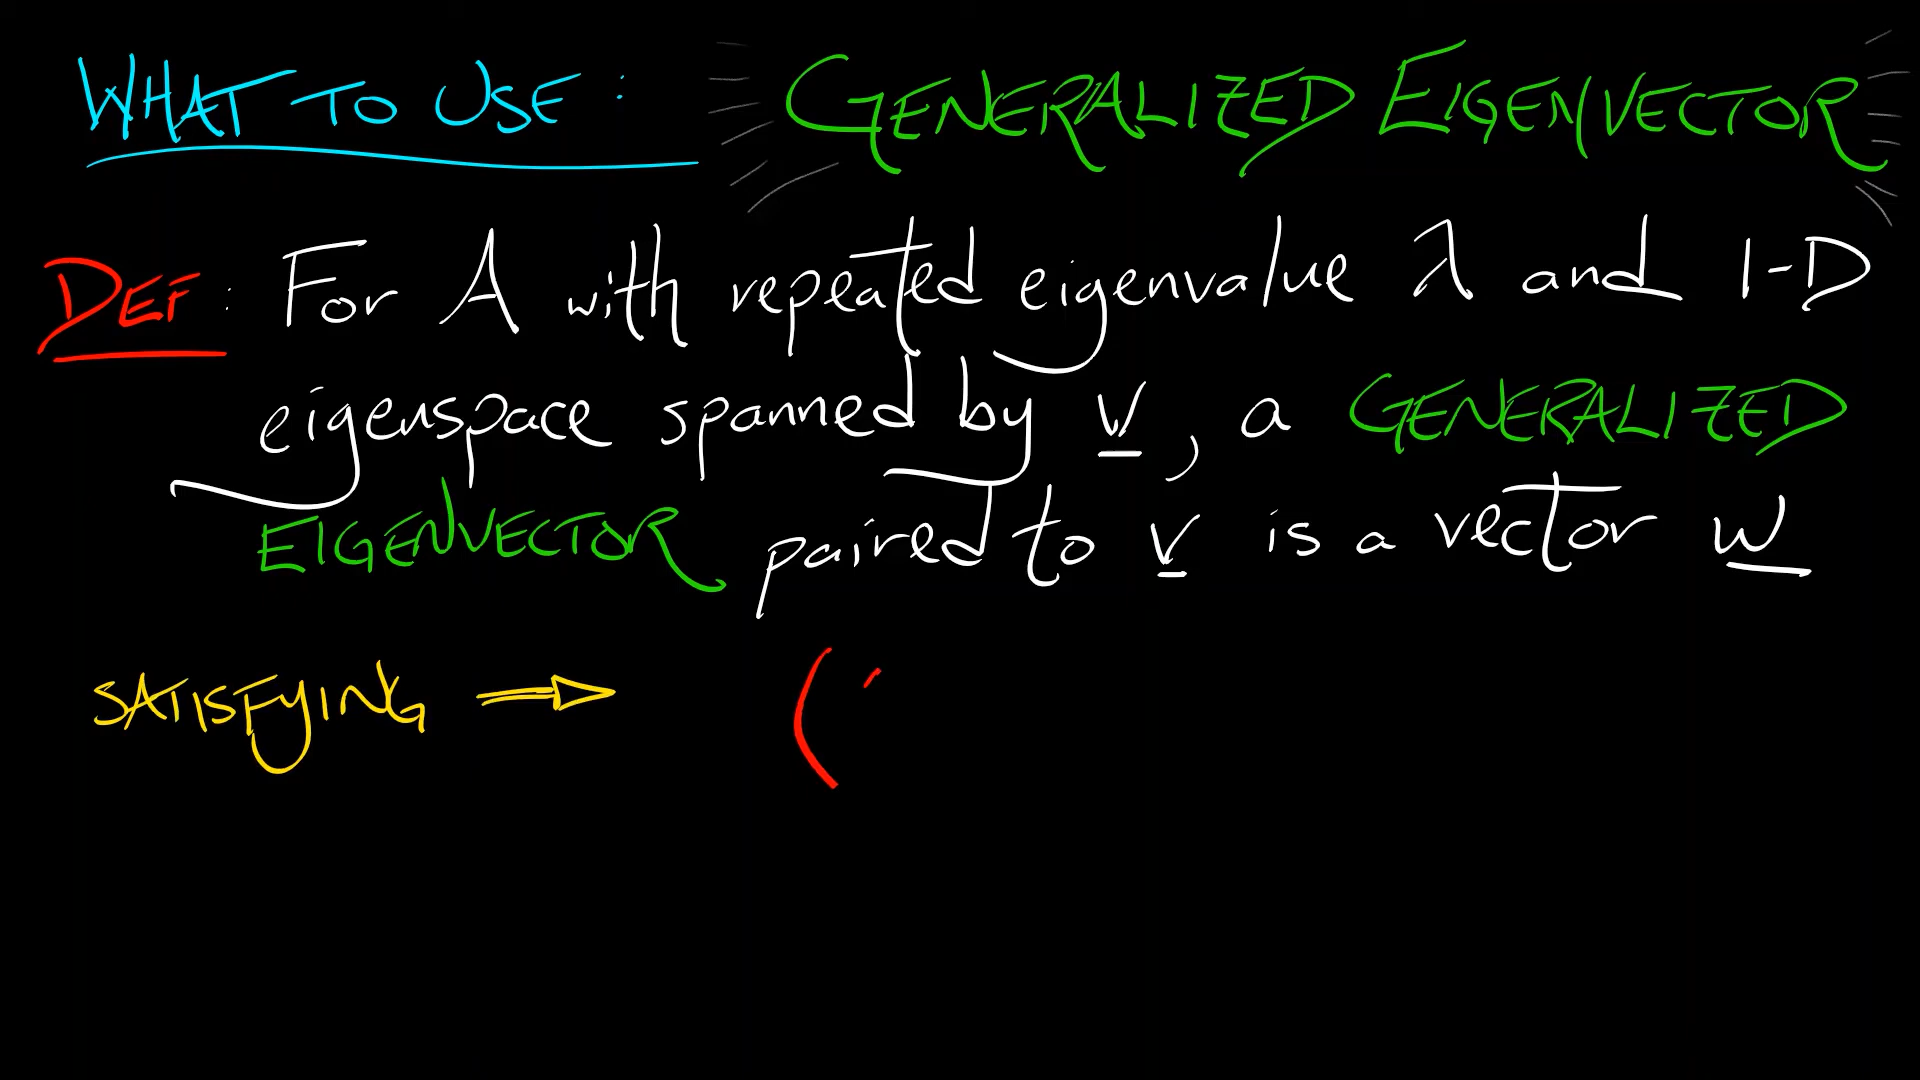 WHAT TO USE: GENERALIZED EIGENVECTOR
DEF: For A with repeated eigenvalue λ and 1-D
eigenspace spanned by v, a GENERALIZED
EIGENVECTOR paired to v is a vector w
SATISFYING ⇒ (